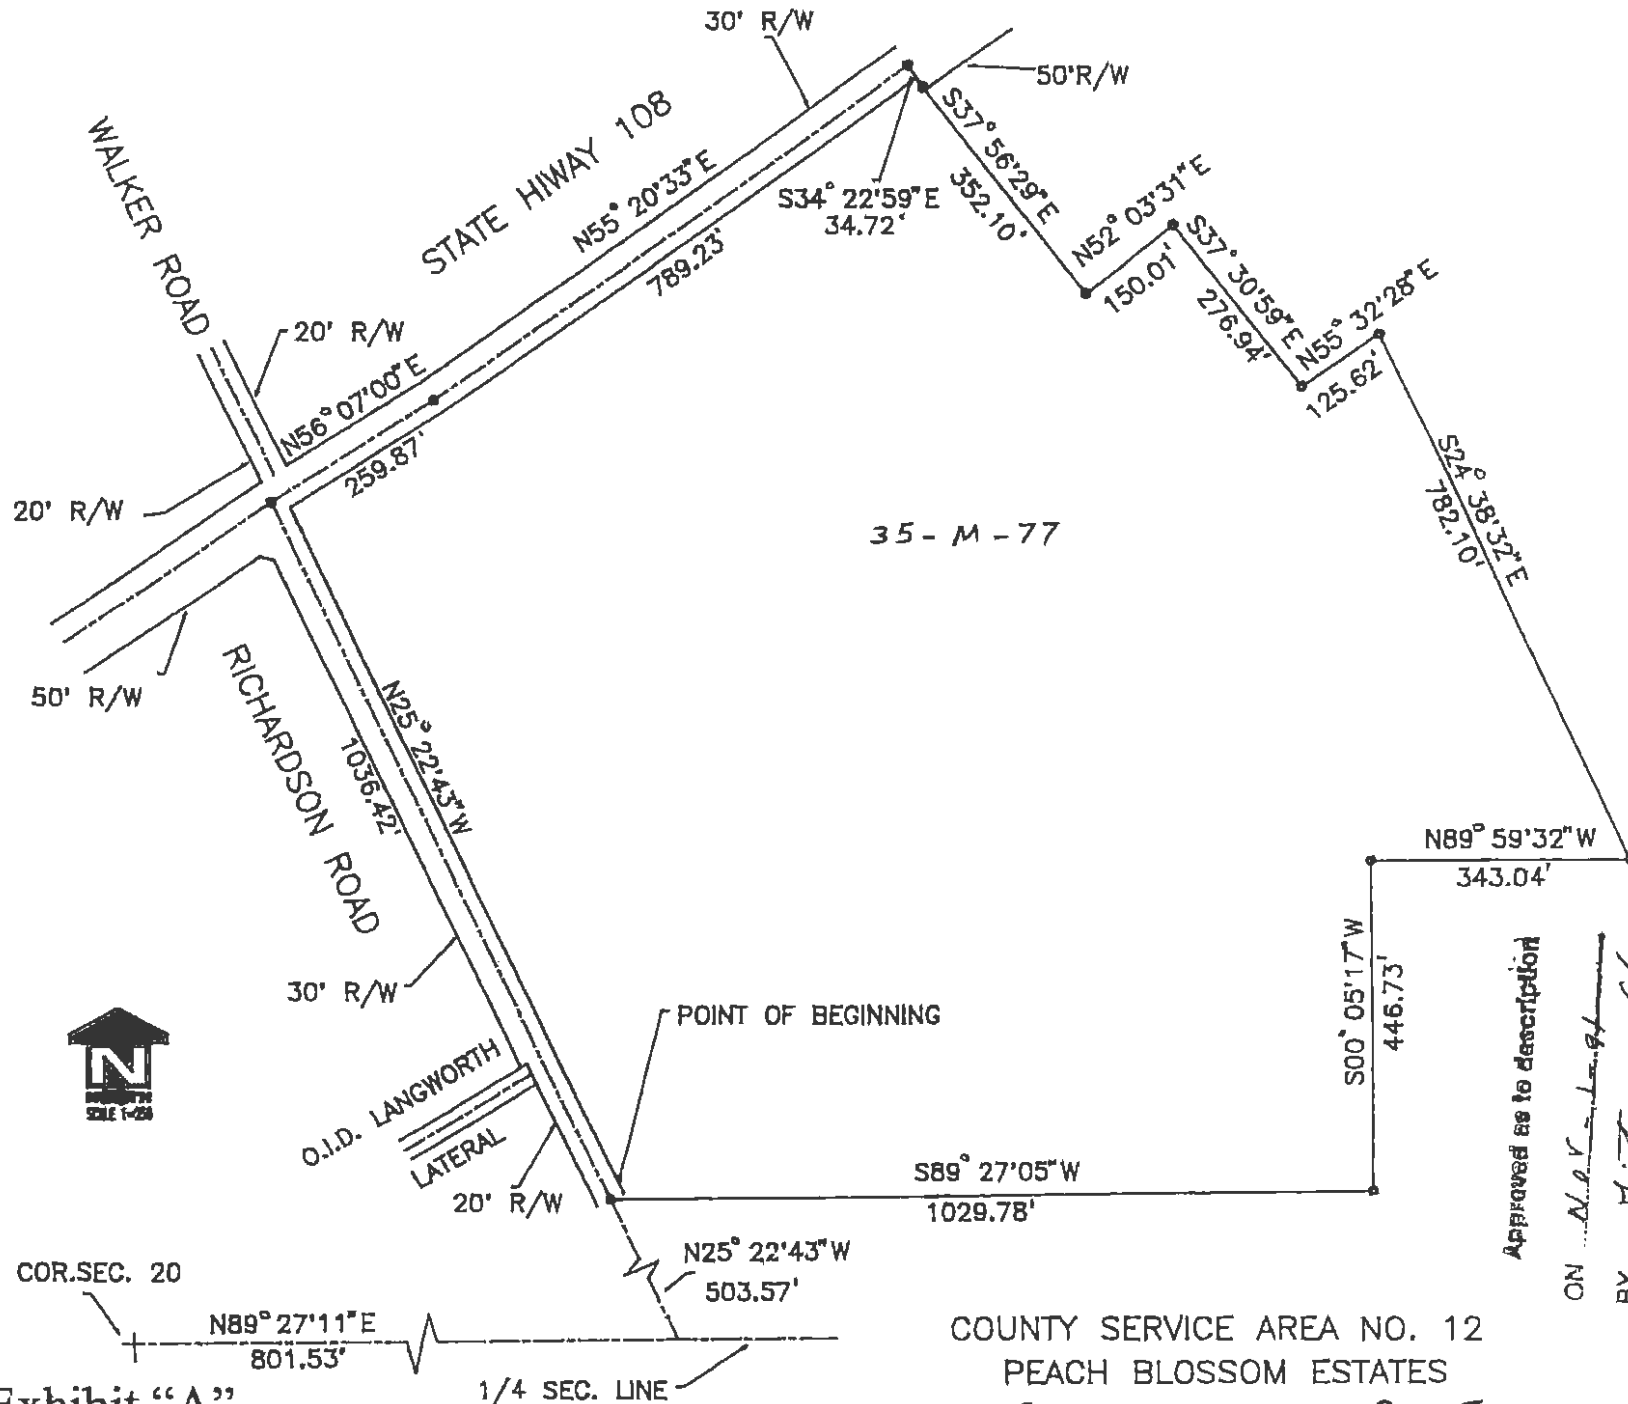 30' R/W
50'R/W
WALKER ROAD
STATE HIWAY 108
N55° 20'33"E
789.23'
S34° 22'59"E
34.72'
S37° 56'29"E
352.10'
N52° 03'31"E
150.01'
S37° 30'59"E
276.94'
N55° 32'28"E
125.62'
20' R/W
N56° 07'00"E
259.87'
20' R/W
35-M-77
S24° 38'32"E
782.10'
50' R/W
RICHARDSON ROAD
N25° 22'43"W
1036.42'
N89° 59'32"W
343.04'
S00° 05'17"W
446.73'
30' R/W
POINT OF BEGINNING
N
O.I.D. LANGWORTH
LATERAL
20' R/W
S89° 27'05"W
1029.78'
Approved as to description
ON Nov-1-91
N25° 22'43"W
503.57'
COR.SEC. 20
N89° 27'11"E
801.53'
1/4 SEC. LINE
COUNTY SERVICE AREA NO. 12
PEACH BLOSSOM ESTATES
Exhibit "A"